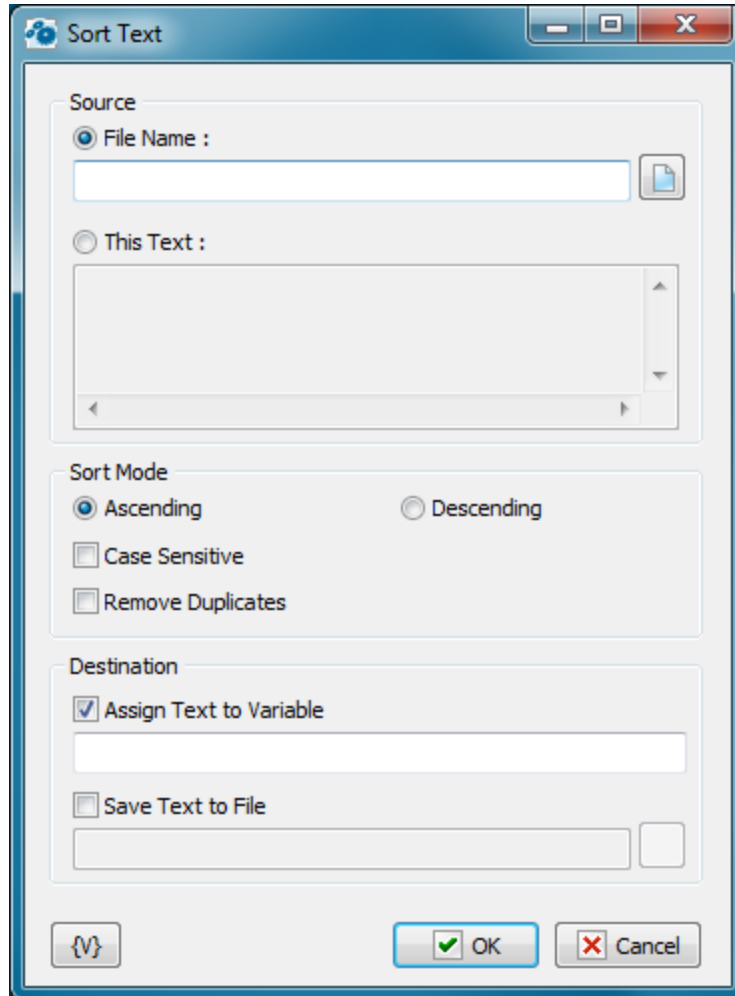 Sort Text
Source
File Name :
This Text :
Sort Mode
Ascending Descending
Case Sensitive
Remove Duplicates
Destination
Assign Text to Variable
Save Text to File
{V} OK Cancel